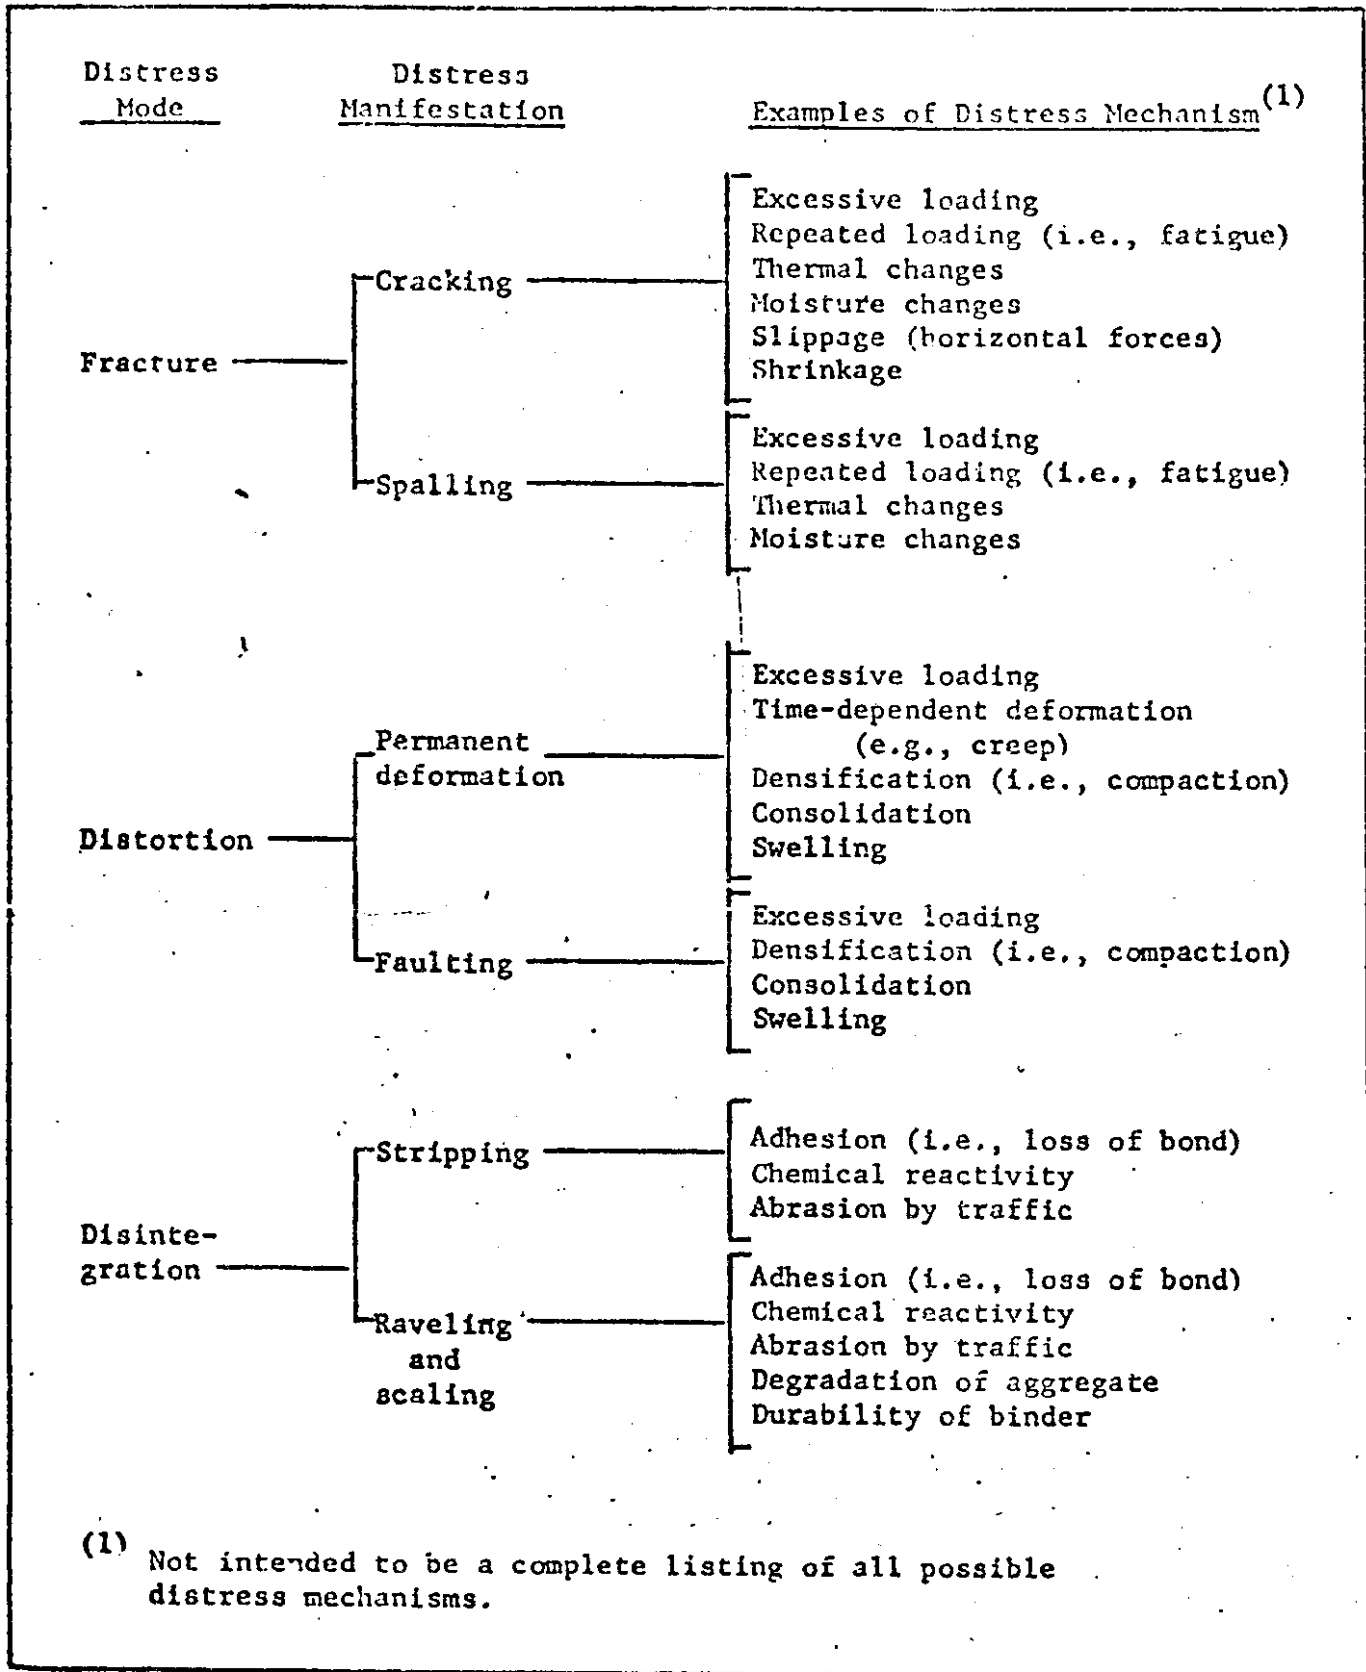 Distress Mode
Distress Manifestation
Examples of Distress Mechanism(1)
Fracture
Cracking
Excessive loading
Repeated loading (i.e., fatigue)
Thermal changes
Moisture changes
Slippage (horizontal forces)
Shrinkage
Spalling
Excessive loading
Repeated loading (i.e., fatigue)
Thermal changes
Moisture changes
Distortion
Permanent
deformation
Excessive loading
Time-dependent deformation
(e.g., creep)
Densification (i.e., compaction)
Consolidation
Swelling
Faulting
Excessive loading
Densification (i.e., compaction)
Consolidation
Swelling
Disinte-
gration
Stripping
Adhesion (i.e., loss of bond)
Chemical reactivity
Abrasion by traffic
Raveling
and
scaling
Adhesion (i.e., loss of bond)
Chemical reactivity
Abrasion by traffic
Degradation of aggregate
Durability of binder
(1) Not intended to be a complete listing of all possible
distress mechanisms.